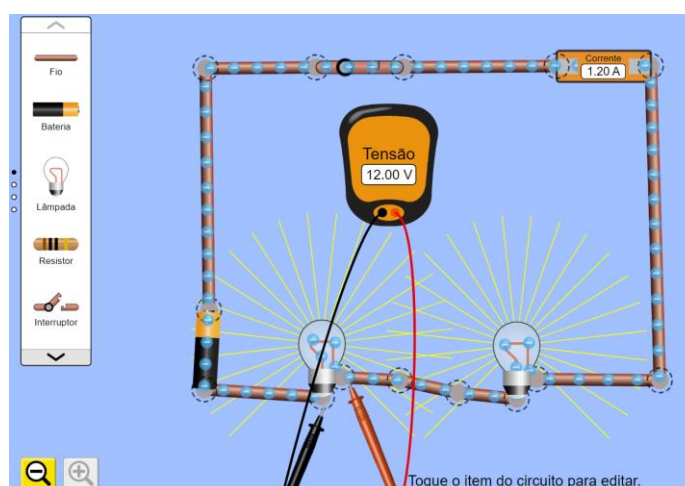 Fio
Bateria
Lâmpada
Resistor
Interruptor
Corrente
1.20 A
Tensão
12.00 V
Toque o item do circuito para editar.